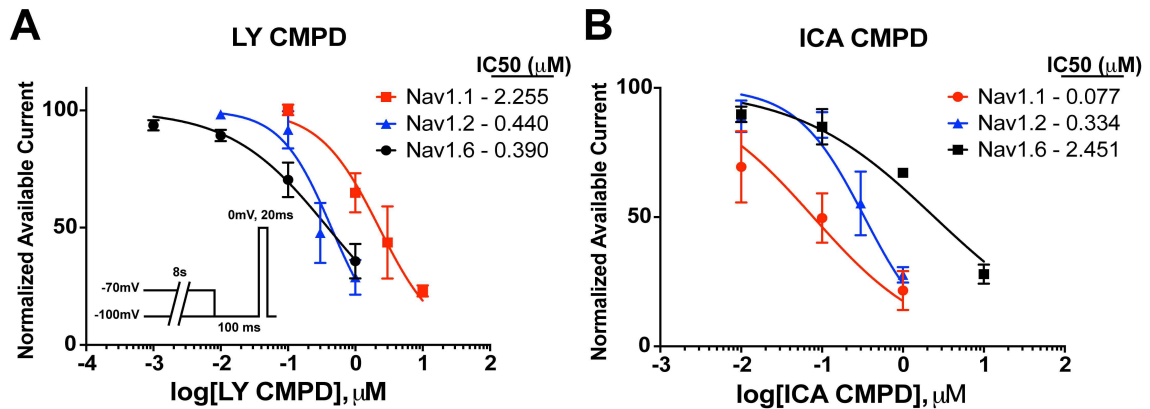 A
LY CMPD
IC50 (μM)
Nav1.1 - 2.255
Nav1.2 - 0.440
Nav1.6 - 0.390
Normalized Available Current
100
50
0
0mV, 20ms
8s
-70mV
-100mV
100 ms
-4 -3 -2 -1 0 1 2
log[LY CMPD], μM
B
ICA CMPD
IC50 (μM)
Nav1.1 - 0.077
Nav1.2 - 0.334
Nav1.6 - 2.451
Normalized Available Current
100
50
0
-3 -2 -1 0 1 2
log[ICA CMPD], μM